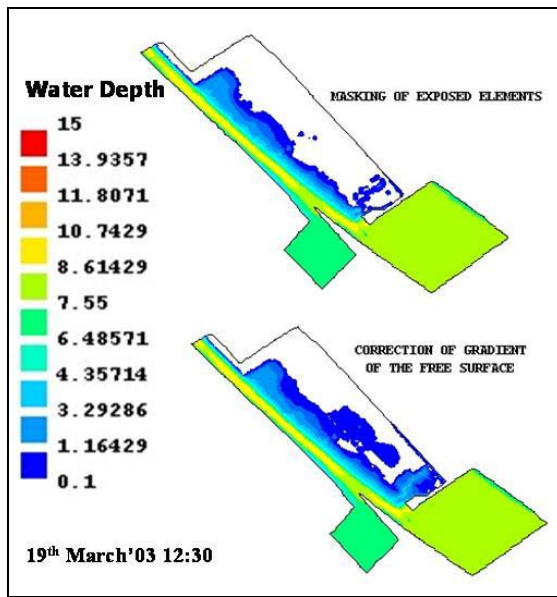 Water Depth
15
13.9357
11.8071
10.7429
8.61429
7.55
6.48571
4.35714
3.29286
1.16429
0.1
MASKING OF EXPOSED ELEMENTS
CORRECTION OF GRADIENT
OF THE FREE SURFACE
19th March'03 12:30